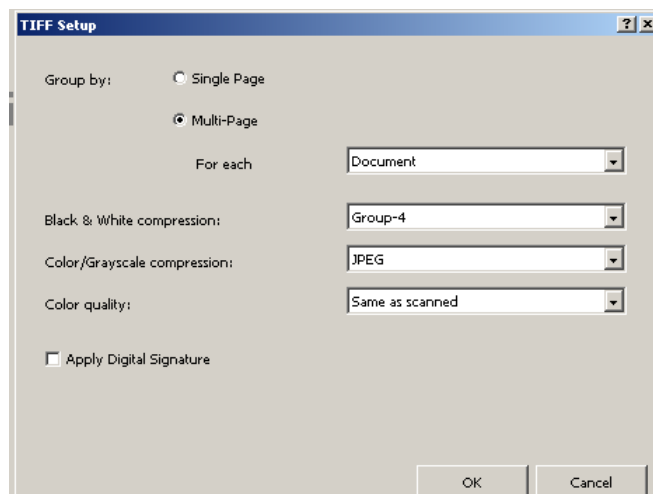 TIFF Setup
Group by: Single Page
Multi-Page
For each Document
Black & White compression: Group-4
Color/Grayscale compression: JPEG
Color quality: Same as scanned
Apply Digital Signature
OK Cancel